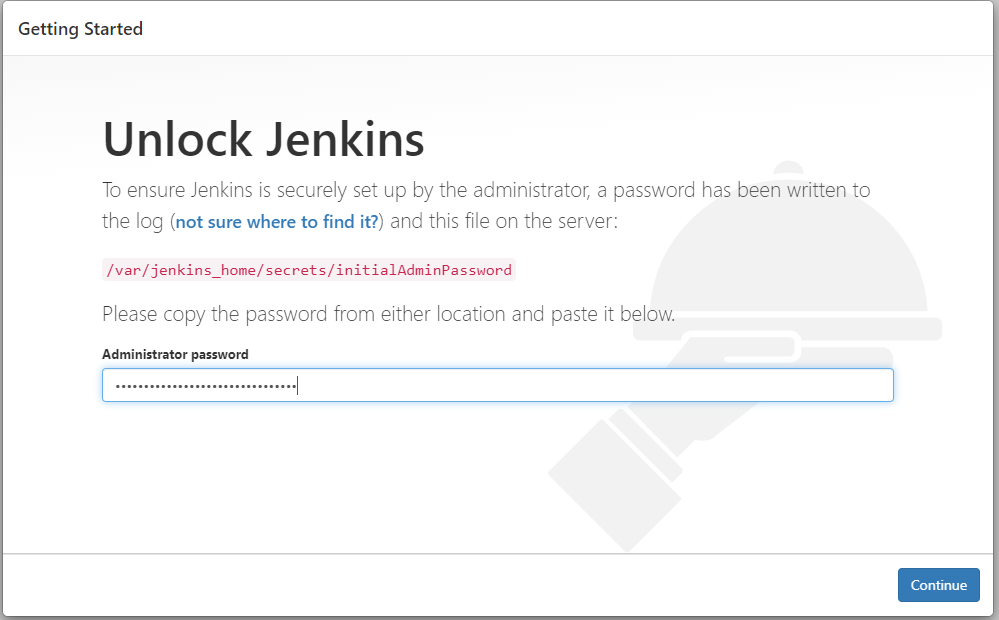 Getting Started
Unlock Jenkins
To ensure Jenkins is securely set up by the administrator, a password has been written to
the log (not sure where to find it?) and this file on the server:
/var/jenkins_home/secrets/initialAdminPassword
Please copy the password from either location and paste it below.
Administrator password
••••••••••••••••••••••••••••••••
Continue